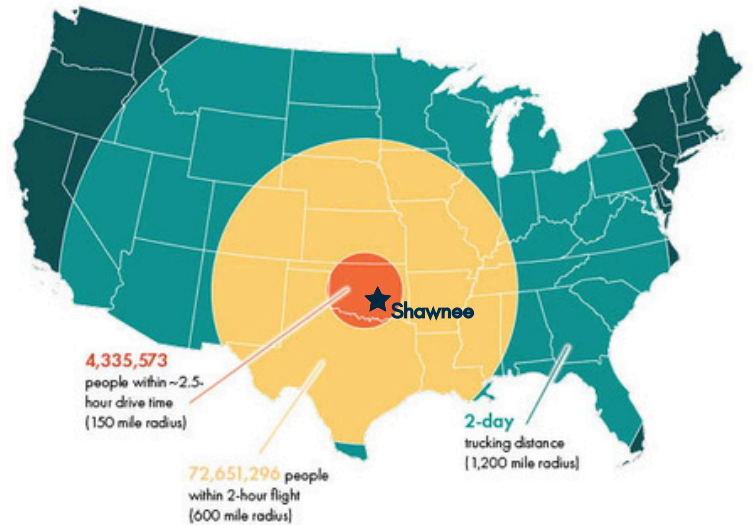 Shawnee
4,335,573
people within ~2.5-
hour drive time
(150 mile radius)
2-day
trucking distance
(1,200 mile radius)
72,651,296 people
within 2-hour flight
(600 mile radius)